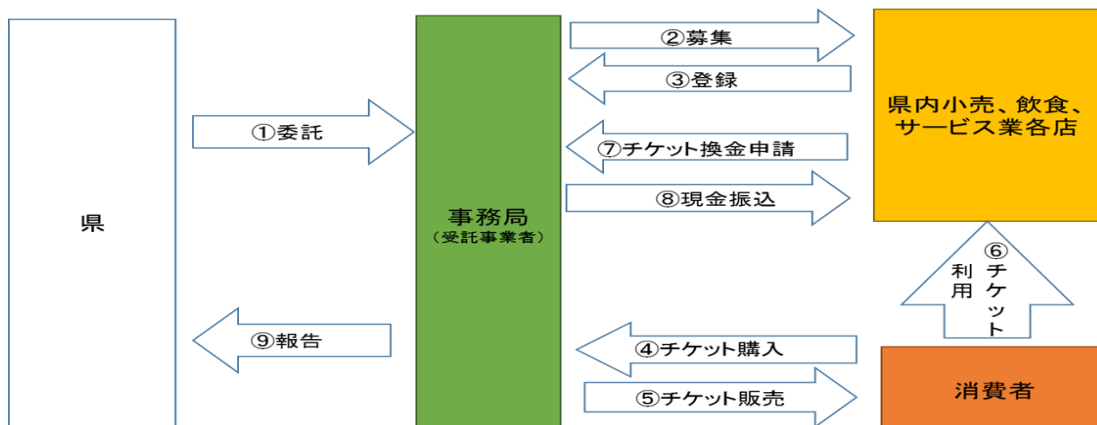 県
①委託
⑨報告
事務局
(受託事業者)
②募集
③登録
⑦チケット換金申請
⑧現金振込
④チケット購入
⑤チケット販売
県内小売、飲食、
サービス業各店
⑥チケット
利用
消費者